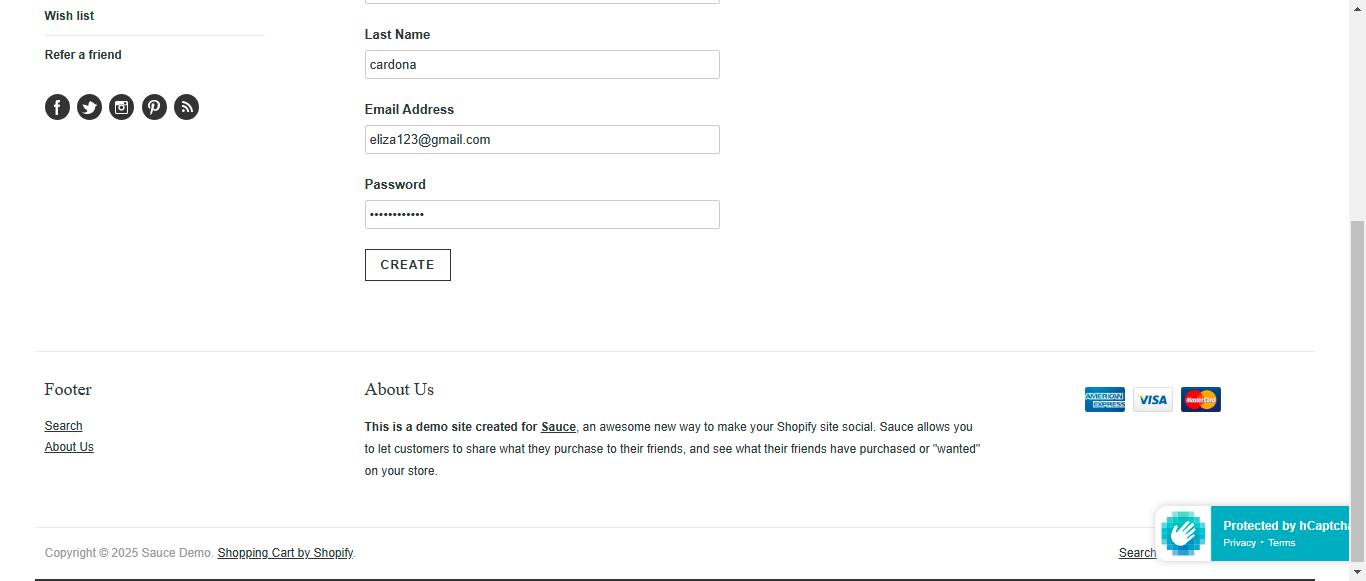 Wish list
Refer a friend
Last Name
cardona
Email Address
eliza123@gmail.com
Password
••••••••••••
CREATE
Footer
Search
About Us
About Us
This is a demo site created for Sauce, an awesome new way to make your Shopify site social. Sauce allows you
to let customers to share what they purchase to their friends, and see what their friends have purchased or "wanted"
on your store.
AMERICAN
EXPRESS
VISA
MasterCard
Copyright © 2025 Sauce Demo. Shopping Cart by Shopify.
Search
Protected by hCaptcha
Privacy • Terms